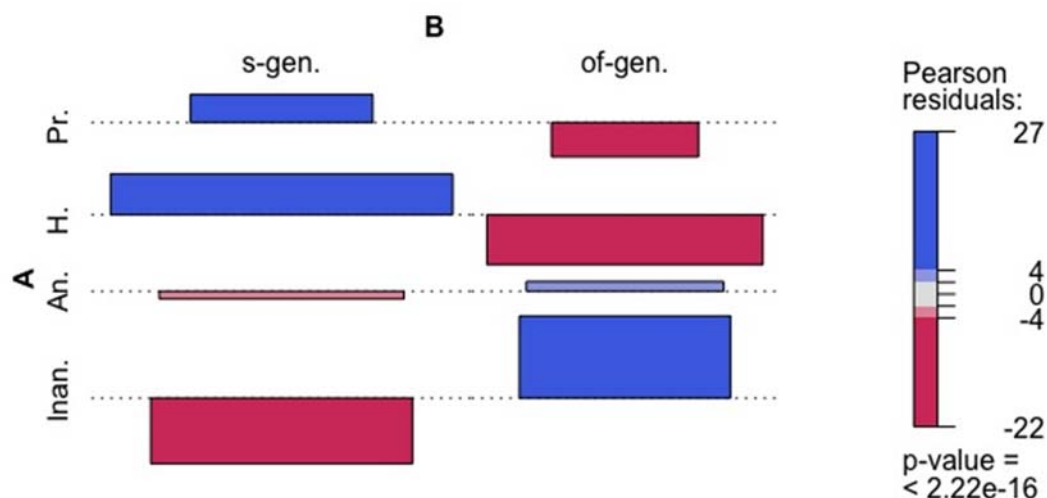 B
s-gen.
of-gen.
Pr.
H.
An.
Inan.
A
Pearson
residuals:
27
4
0
-4
-22
p-value =
< 2.22e-16